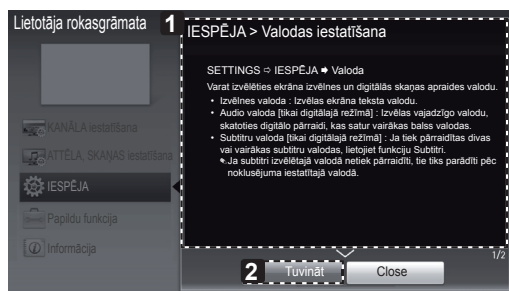 Lietotāja rokasgrāmata
1
IESPĒJA > Valodas iestatīšana
SETTINGS ⇨ IESPĒJA ➡ Valoda
Varat izvēlēties ekrāna izvēlnes un digitālās skaņas apraides valodu.
• Izvēlnes valoda : Izvēlas ekrāna teksta valodu.
• Audio valoda [tikai digitālajā režīmā] : Izvēlas vajadzīgo valodu,
skatoties digitālo pārraidi, kas satur vairākas balss valodas.
• Subtitru valoda [tikai digitālajā režīmā] : Ja tiek pārraidītas divas
vai vairākas subtitru valodas, lietojiet funkciju Subtitri.
Ja subtitri izvēlētajā valodā netiek pārraidīti, tie tiks parādīti pēc
noklusējuma iestatītajā valodā.
KANĀLA iestatīšana
ATTĒLA, SKAŅAS iestatīšana
IESPĒJA
Papildu funkcija
Informācija
1/2
2
Tuvināt
Close